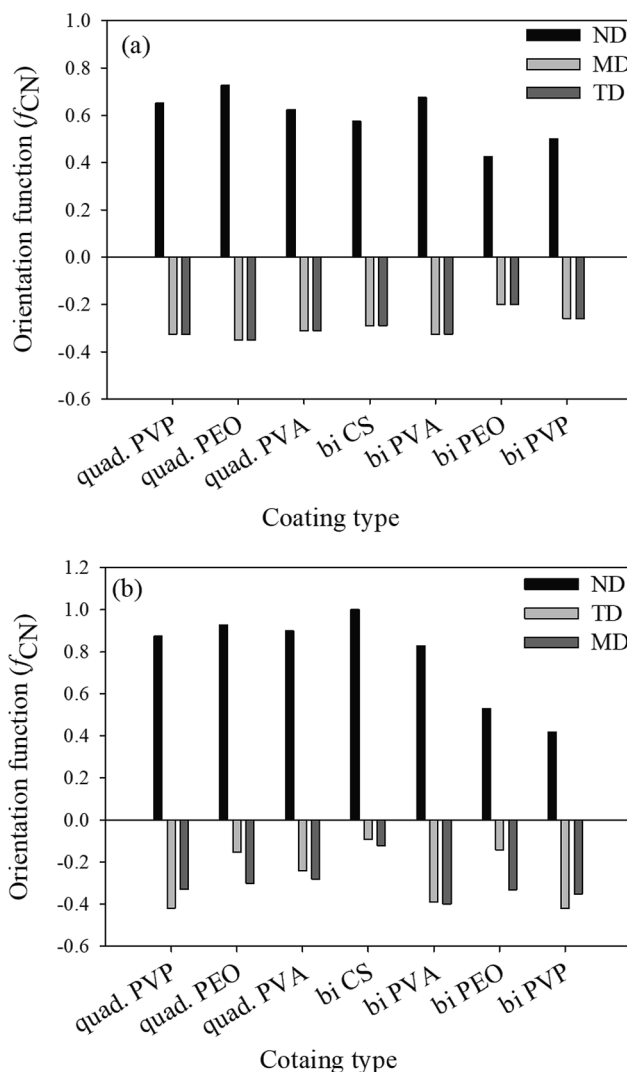 (a)
ND
MD
TD
Orientation function (fCN)
1.0
0.8
0.6
0.4
0.2
0.0
-0.2
-0.4
-0.6
quad. PVP
quad. PEO
quad. PVA
bi CS
bi PVA
bi PEO
bi PVP
Coating type
(b)
ND
TD
MD
Orientation function (fCN)
1.2
1.0
0.8
0.6
0.4
0.2
0.0
-0.2
-0.4
-0.6
quad. PVP
quad. PEO
quad. PVA
bi CS
bi PVA
bi PEO
bi PVP
Cotaing type